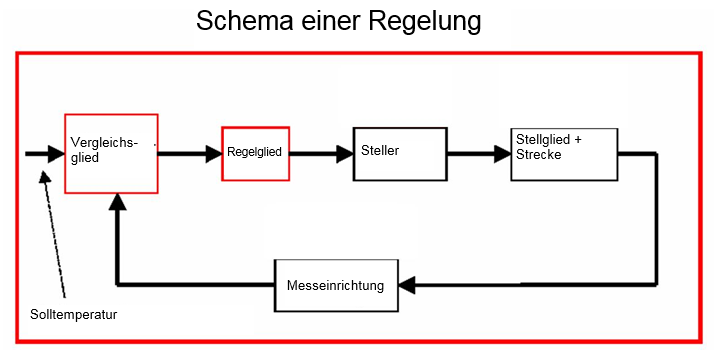 Schema einer Regelung
Vergleichs-
glied
Regelglied
Steller
Stellglied +
Strecke
Messeinrichtung
Solltemperatur